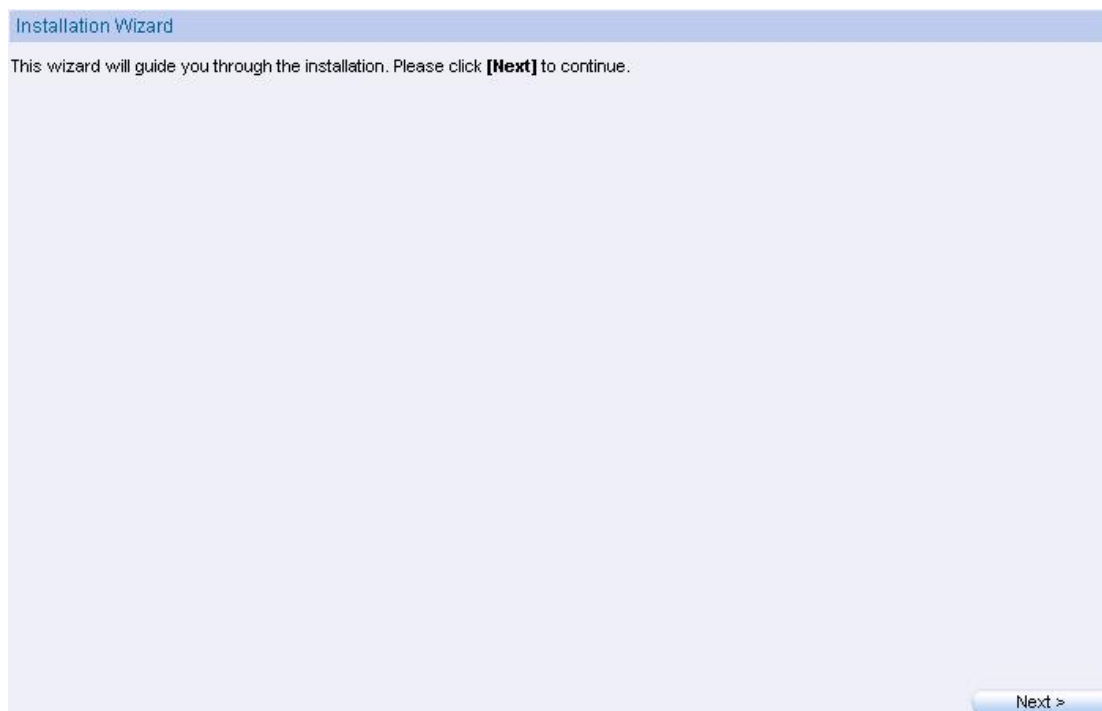 Installation Wizard
This wizard will guide you through the installation. Please click [Next] to continue.
Next >